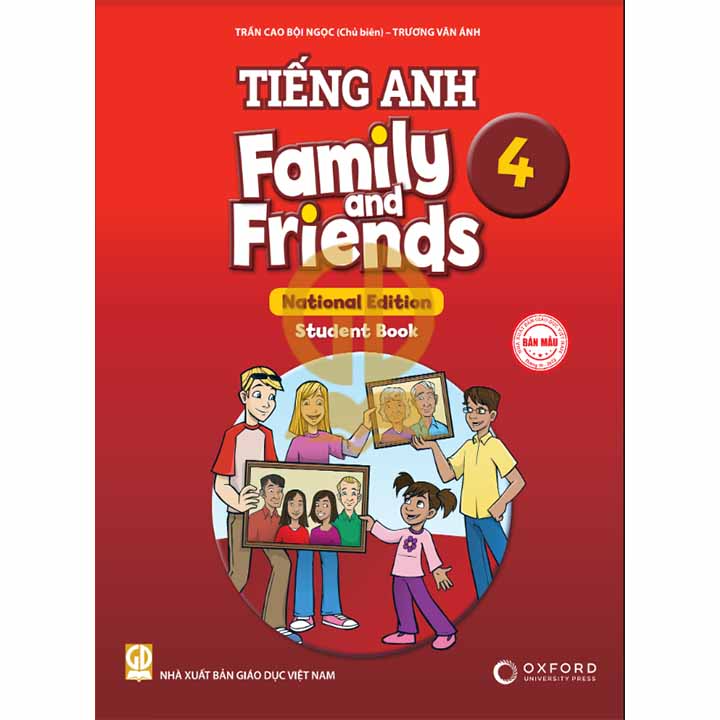 TRẦN CAO BỘI NGỌC (Chủ biên) – TRƯƠNG VĂN ÁNH
TIẾNG ANH
4
Family
and
Friends
National Edition
Student Book
BẢN MẪU
GD
NHÀ XUẤT BẢN GIÁO DỤC VIỆT NAM
OXFORD
UNIVERSITY PRESS